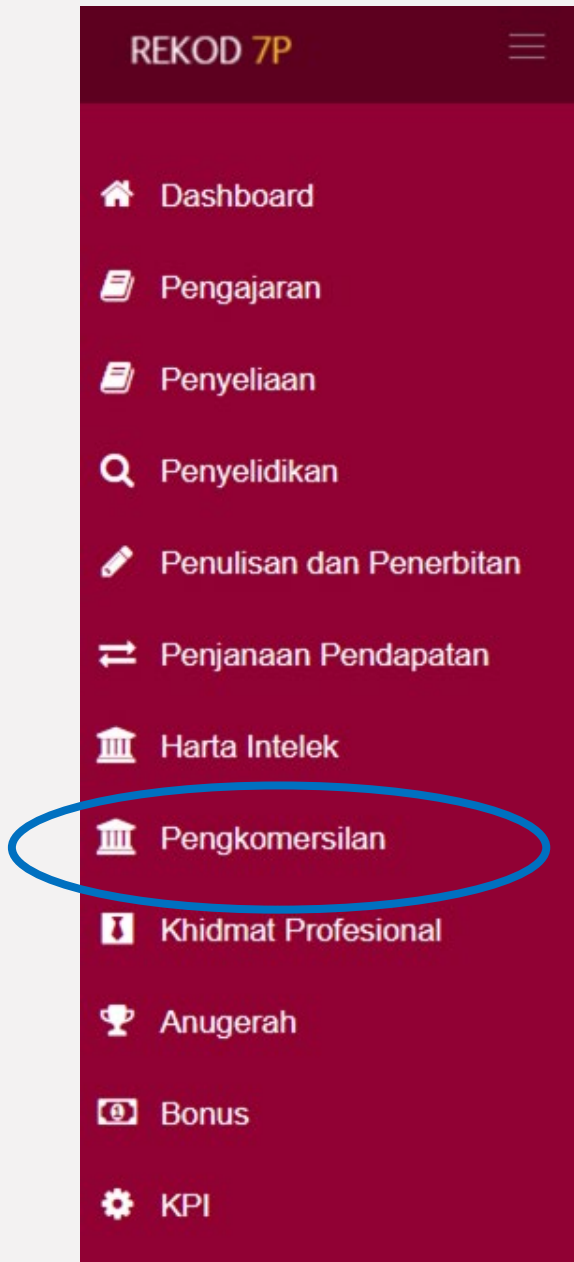 REKOD 7P
Dashboard
Pengajaran
Penyeliaan
Penyelidikan
Penulisan dan Penerbitan
Penjanaan Pendapatan
Harta Intelek
Pengkomersilan
Khidmat Profesional
Anugerah
Bonus
KPI